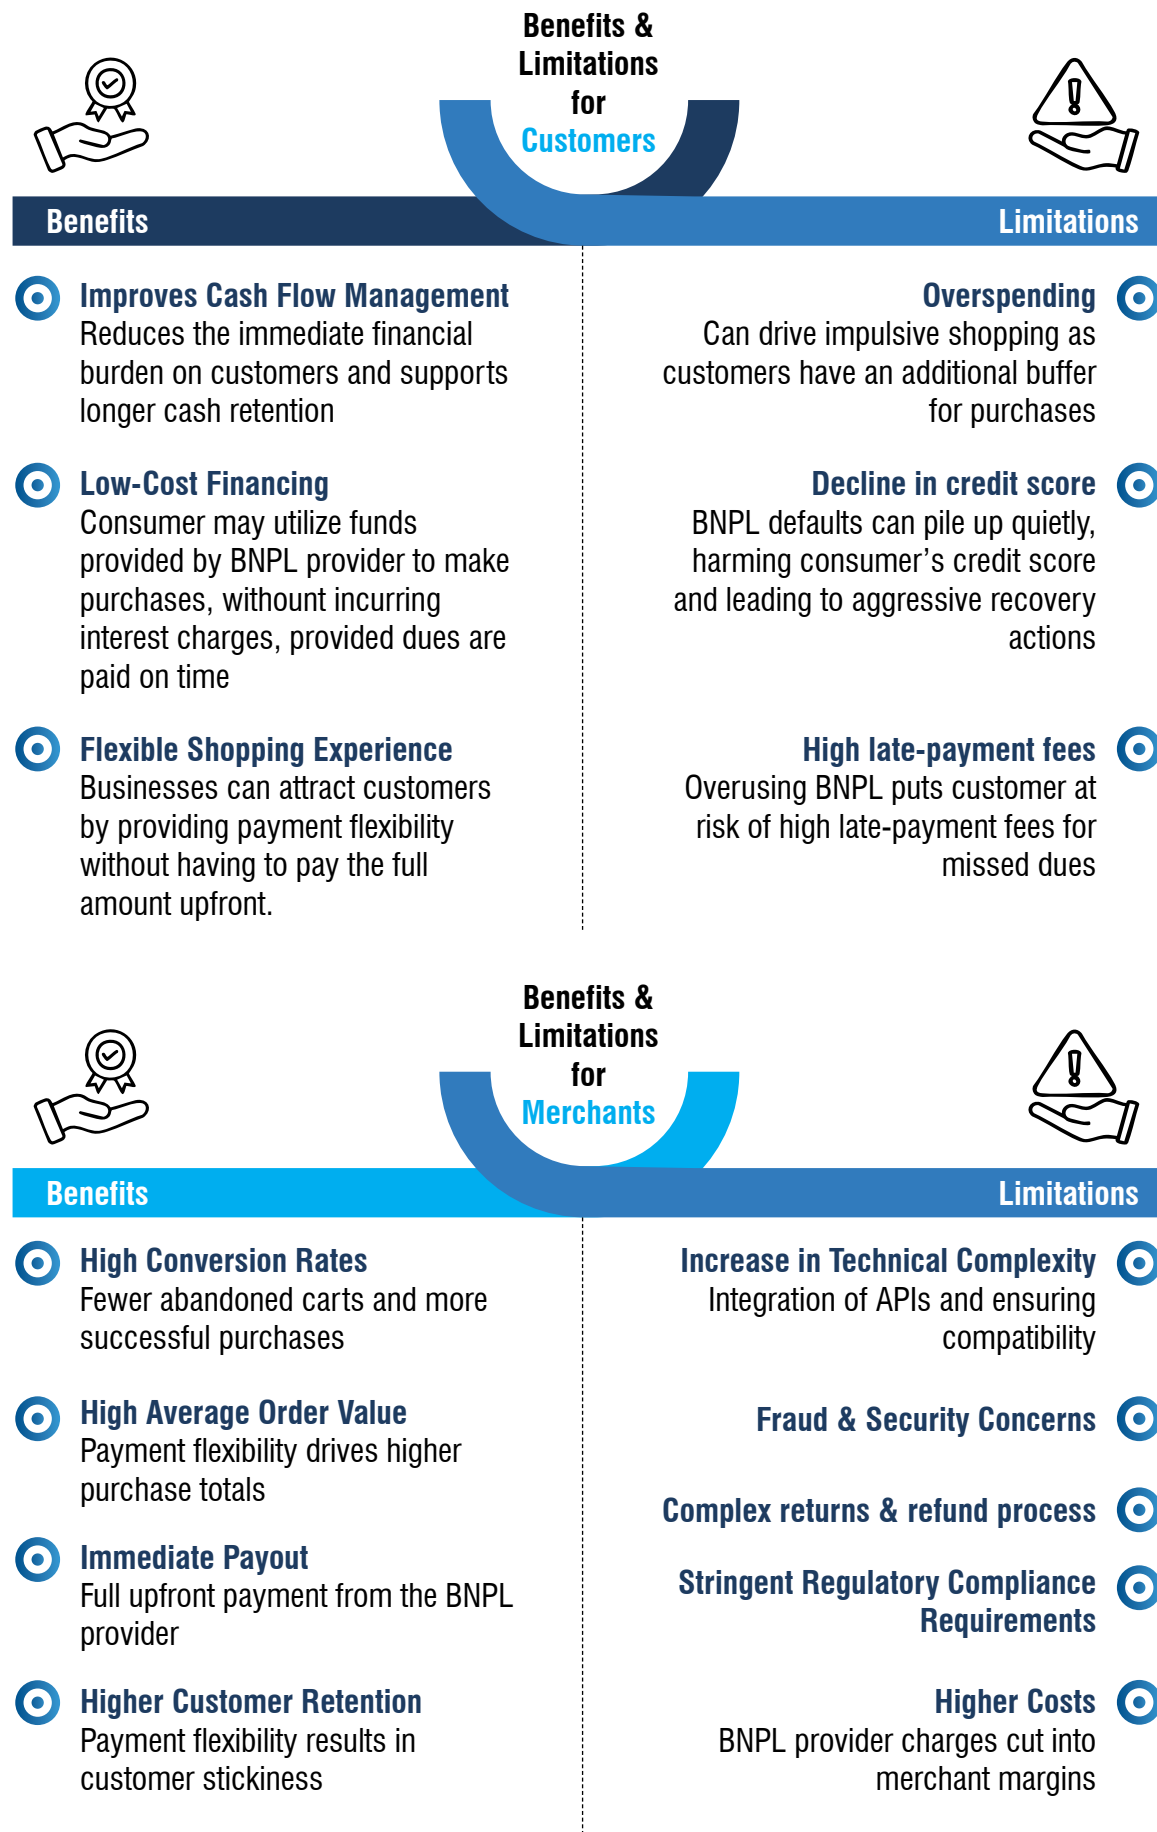 Benefits &
Limitations
for
Customers
Benefits
Limitations
Improves Cash Flow Management
Reduces the immediate financial
burden on customers and supports
longer cash retention
Low-Cost Financing
Consumer may utilize funds
provided by BNPL provider to make
purchases, withount incurring
interest charges, provided dues are
paid on time
Flexible Shopping Experience
Businesses can attract customers
by providing payment flexibility
without having to pay the full
amount upfront.
Overspending
Can drive impulsive shopping as
customers have an additional buffer
for purchases
Decline in credit score
BNPL defaults can pile up quietly,
harming consumer’s credit score
and leading to aggressive recovery
actions
High late-payment fees
Overusing BNPL puts customer at
risk of high late-payment fees for
missed dues
Benefits &
Limitations
for
Merchants
Benefits
Limitations
High Conversion Rates
Fewer abandoned carts and more
successful purchases
High Average Order Value
Payment flexibility drives higher
purchase totals
Immediate Payout
Full upfront payment from the BNPL
provider
Higher Customer Retention
Payment flexibility results in
customer stickiness
Increase in Technical Complexity
Integration of APIs and ensuring
compatibility
Fraud & Security Concerns
Complex returns & refund process
Stringent Regulatory Compliance
Requirements
Higher Costs
BNPL provider charges cut into
merchant margins